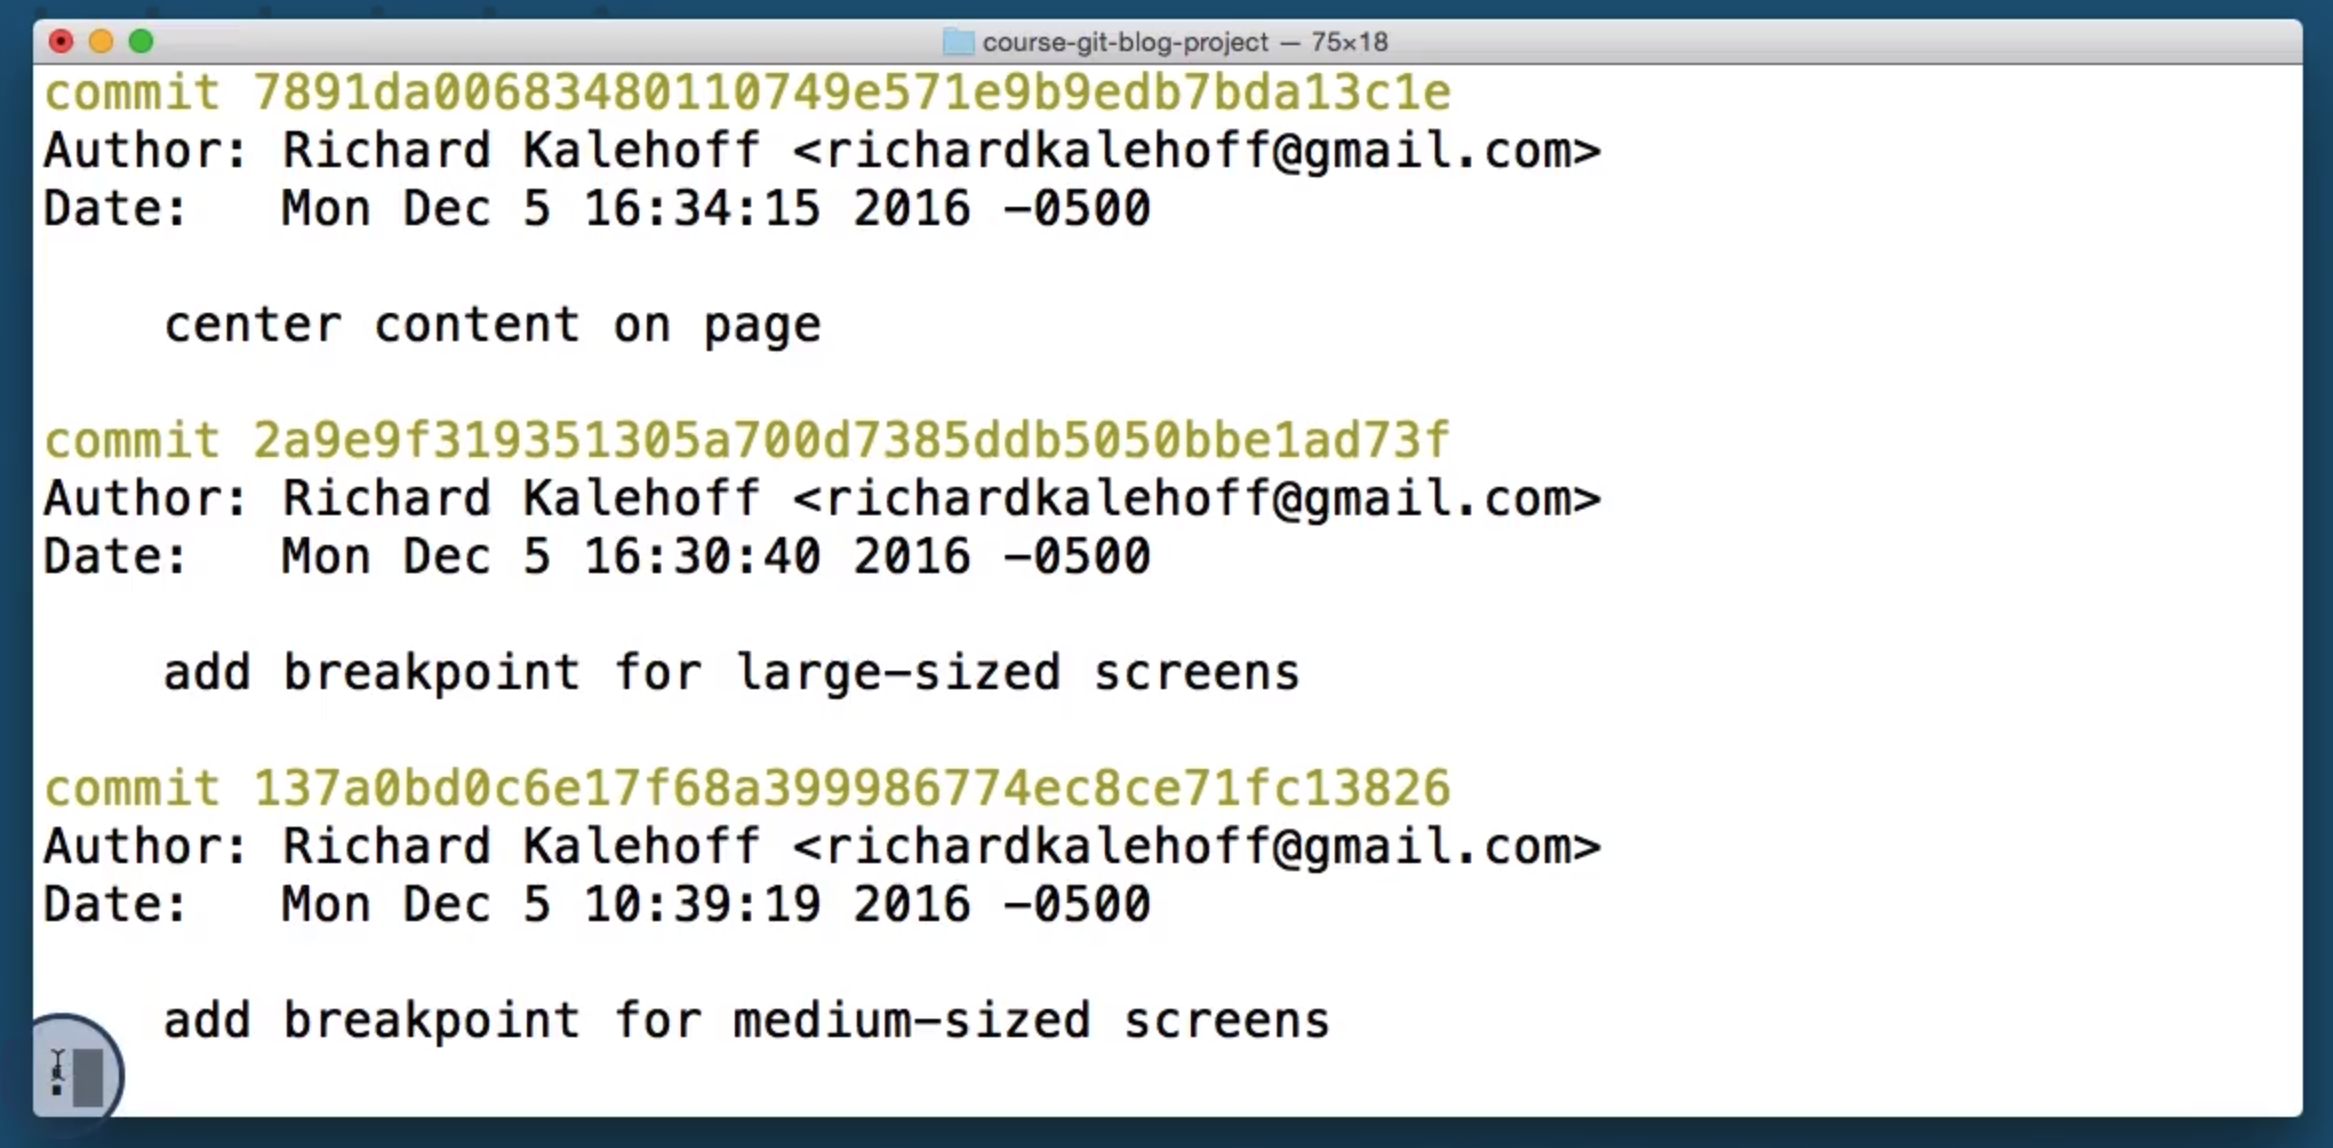 course-git-blog-project — 75×18
commit 7891da00683480110749e571e9b9edb7bda13c1e
Author: Richard Kalehoff <richardkalehoff@gmail.com>
Date:   Mon Dec 5 16:34:15 2016 -0500
center content on page
commit 2a9e9f319351305a700d7385ddb5050bbe1ad73f
Author: Richard Kalehoff <richardkalehoff@gmail.com>
Date:   Mon Dec 5 16:30:40 2016 -0500
add breakpoint for large-sized screens
commit 137a0bd0c6e17f68a399986774ec8ce71fc13826
Author: Richard Kalehoff <richardkalehoff@gmail.com>
Date:   Mon Dec 5 10:39:19 2016 -0500
add breakpoint for medium-sized screens
: